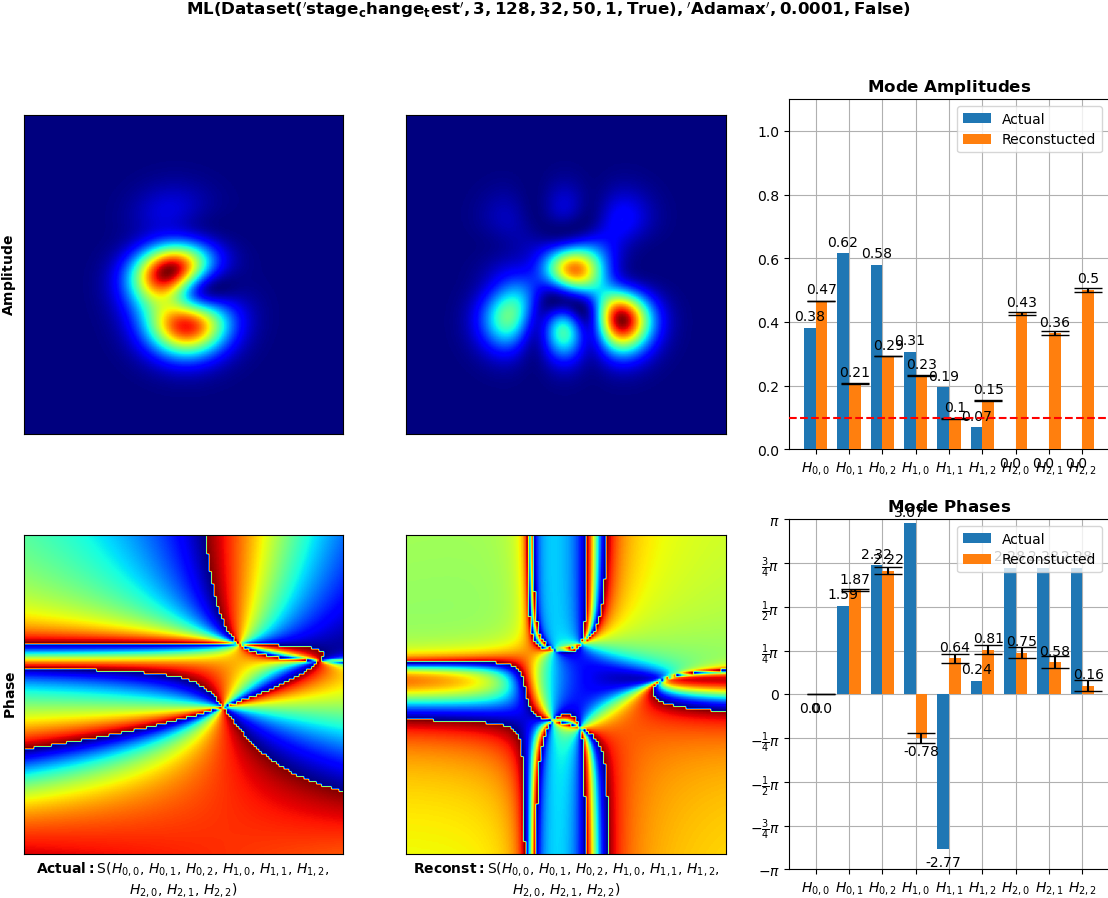 ML(Dataset('stage_change_test', 3, 128, 32, 50, 1, True), 'Adamax', 0.0001, False)
Amplitude
Mode Amplitudes
Actual
Reconstucted
1.0
0.8
0.6
0.4
0.2
0.0
0.38
0.47
0.62
0.21
0.58
0.29
0.31
0.23
0.19
0.1
0.07
0.15
0.0
0.43
0.0
0.36
0.0
0.5
H0,0 H0,1 H0,2 H1,0 H1,1 H1,2 H2,0 H2,1 H2,2
Phase
Mode Phases
Actual
Reconstucted
π
3/4π
1/2π
1/4π
0
−1/4π
−1/2π
−3/4π
−π
0.0
0.0
1.59
1.87
2.32
2.22
3.07
-0.78
-2.77
0.64
0.24
0.81
0.75
0.58
0.16
H0,0 H0,1 H0,2 H1,0 H1,1 H1,2 H2,0 H2,1 H2,2
Actual: S(H0,0, H0,1, H0,2, H1,0, H1,1, H1,2,
H2,0, H2,1, H2,2)
Reconst: S(H0,0, H0,1, H0,2, H1,0, H1,1, H1,2,
H2,0, H2,1, H2,2)